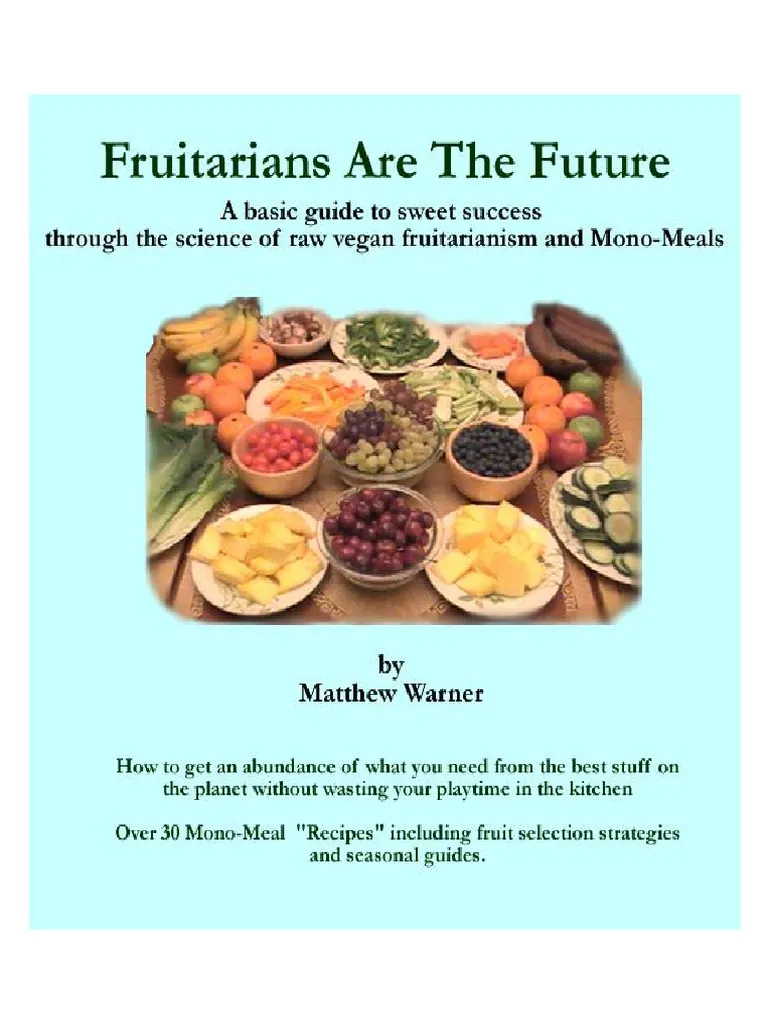 Fruitarians Are The Future
A basic guide to sweet success
through the science of raw vegan fruitarianism and Mono-Meals
by
Matthew Warner
How to get an abundance of what you need from the best stuff on
the planet without wasting your playtime in the kitchen
Over 30 Mono-Meal "Recipes" including fruit selection strategies
and seasonal guides.